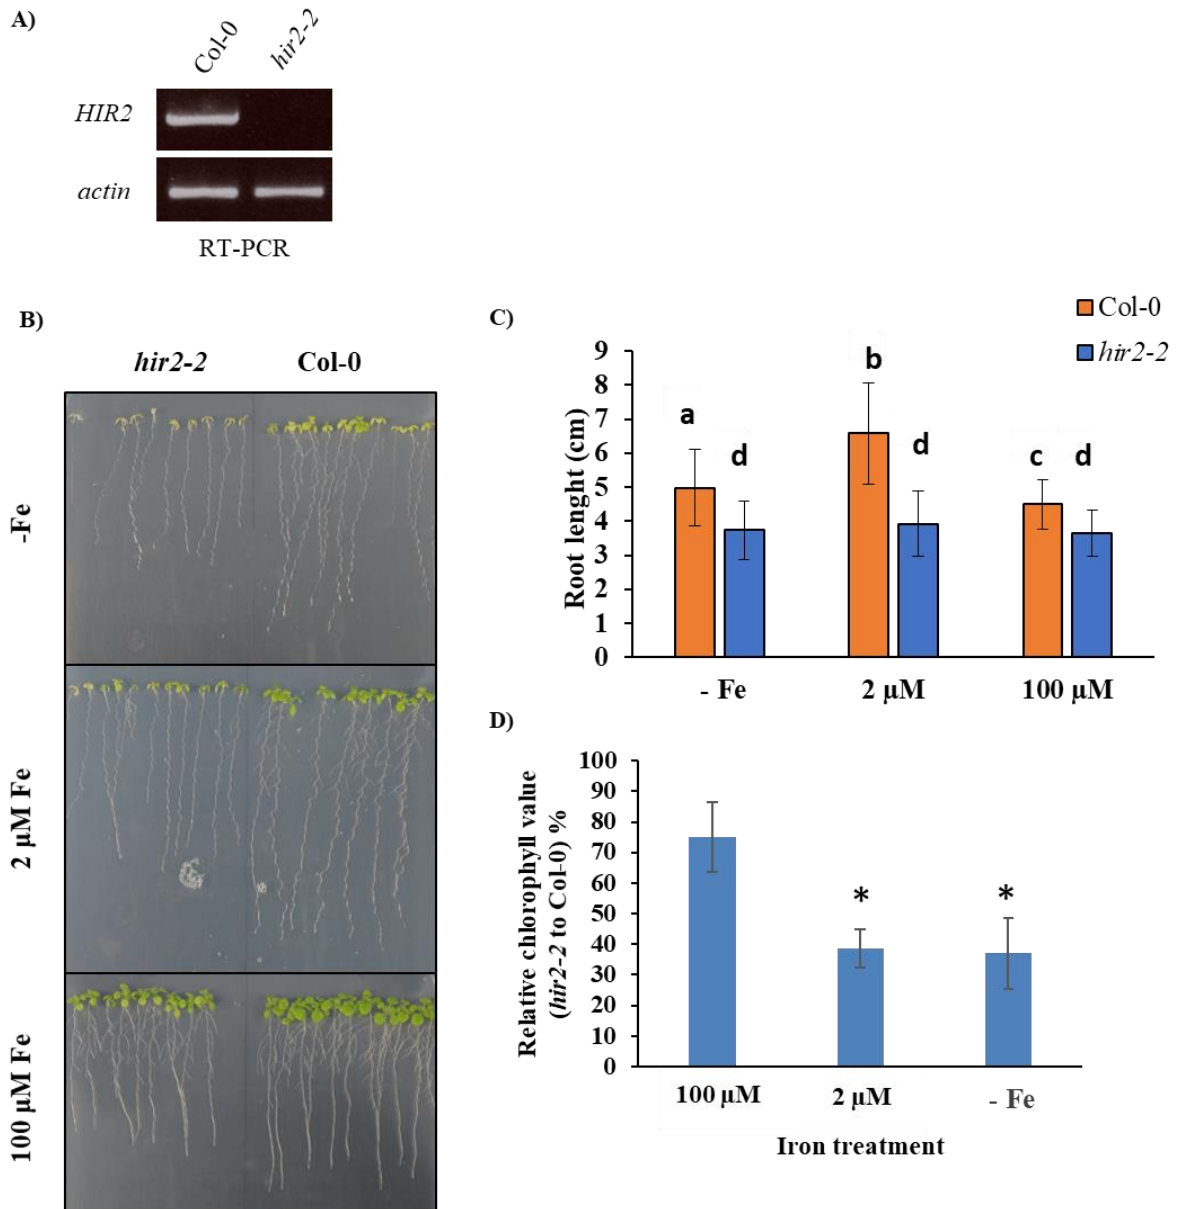 A)
Col-0
hir2-2
HIR2
actin
RT-PCR
B)
hir2-2 Col-0
-Fe
2 µM Fe
100 µM Fe
C)
Col-0
hir2-2
Root lenght (cm)
9
8
7
6
5
4
3
2
1
0
a
d
b
d
c
d
- Fe 2 µM 100 µM
D)
Relative chlorophyll value
(hir2-2 to Col-0) %
100
90
80
70
60
50
40
30
20
10
0
*
*
100 µM 2 µM - Fe
Iron treatment